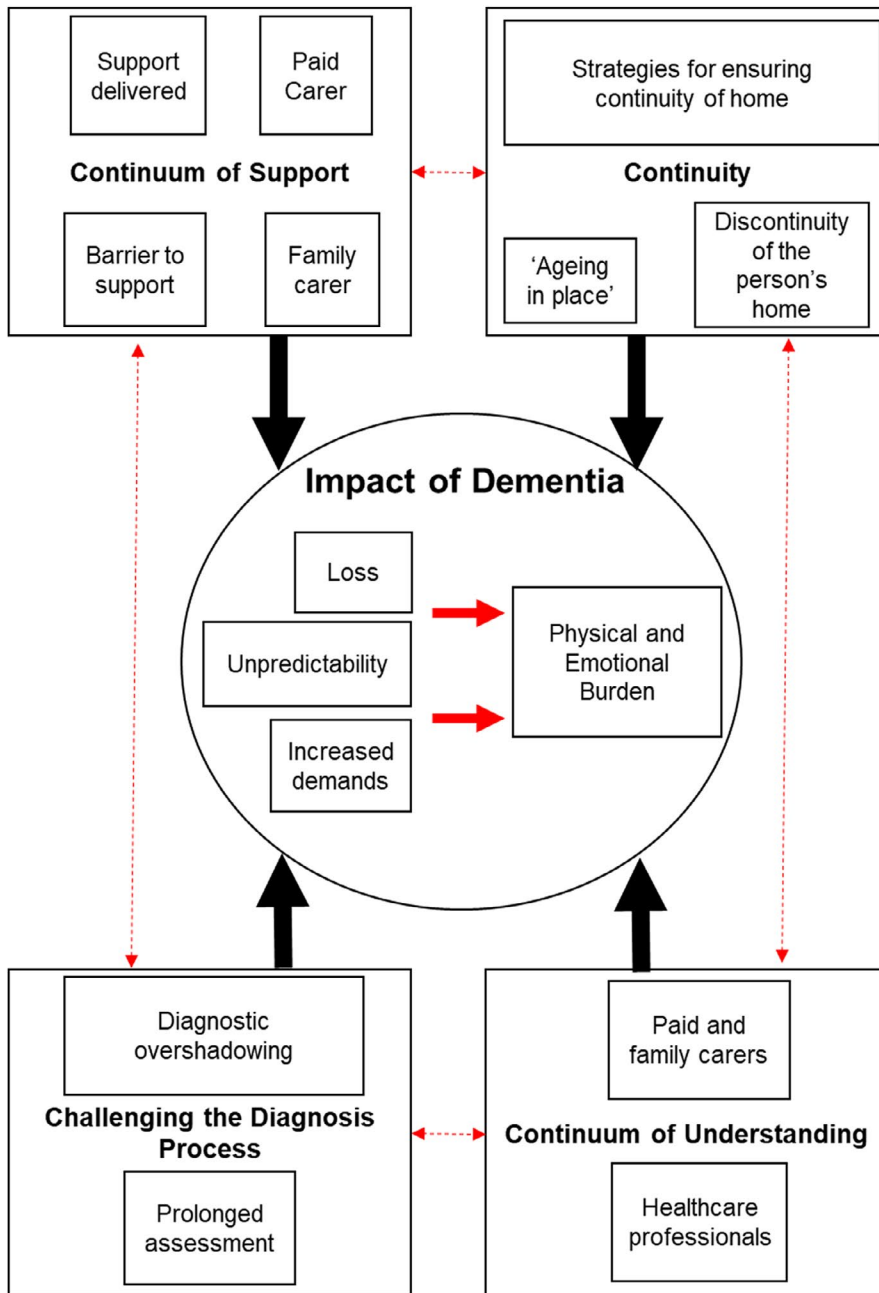 Support
delivered
Paid
Carer
Continuum of Support
Barrier to
support
Family
carer
Strategies for ensuring
continuity of home
Continuity
‘Ageing
in place’
Discontinuity
of the
person’s
home
Impact of Dementia
Loss
Unpredictability
Increased
demands
Physical and
Emotional
Burden
Diagnostic
overshadowing
Challenging the Diagnosis
Process
Prolonged
assessment
Paid and
family carers
Continuum of Understanding
Healthcare
professionals